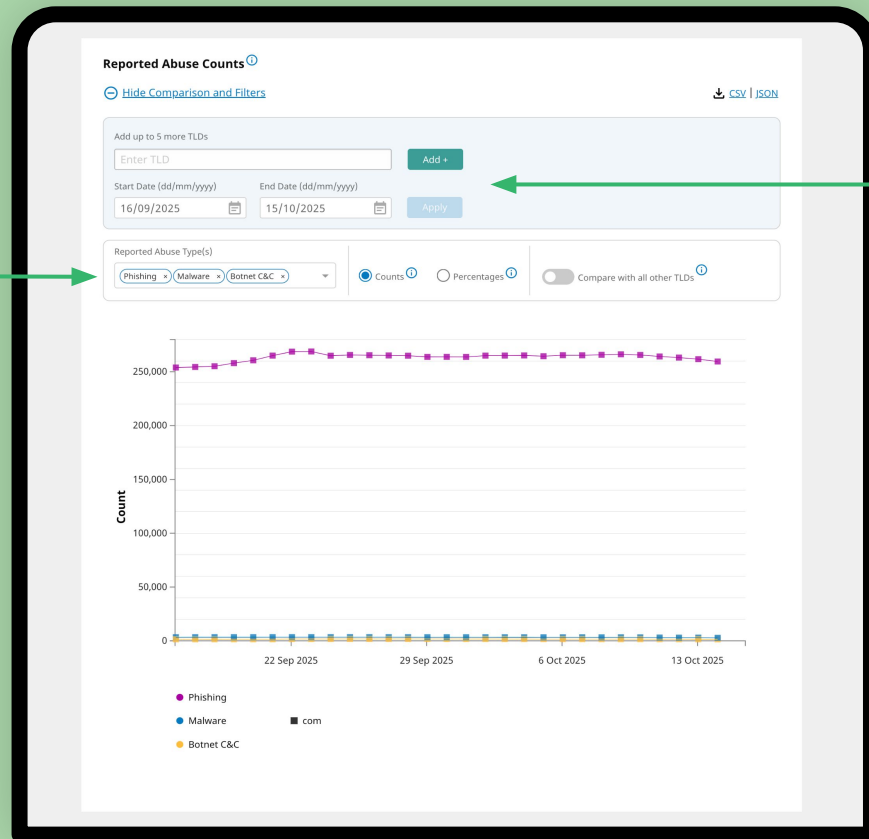 Reported Abuse Counts
Hide Comparison and Filters
CSV | JSON
Add up to 5 more TLDs
Enter TLD
Add +
Start Date (dd/mm/yyyy) End Date (dd/mm/yyyy)
16/09/2025 15/10/2025 Apply
Reported Abuse Type(s)
Phishing × Malware × Botnet C&C ×
Counts Percentages Compare with all other TLDs
250,000
200,000
150,000
100,000
50,000
0
Count
22 Sep 2025 29 Sep 2025 6 Oct 2025 13 Oct 2025
Phishing
Malware com
Botnet C&C